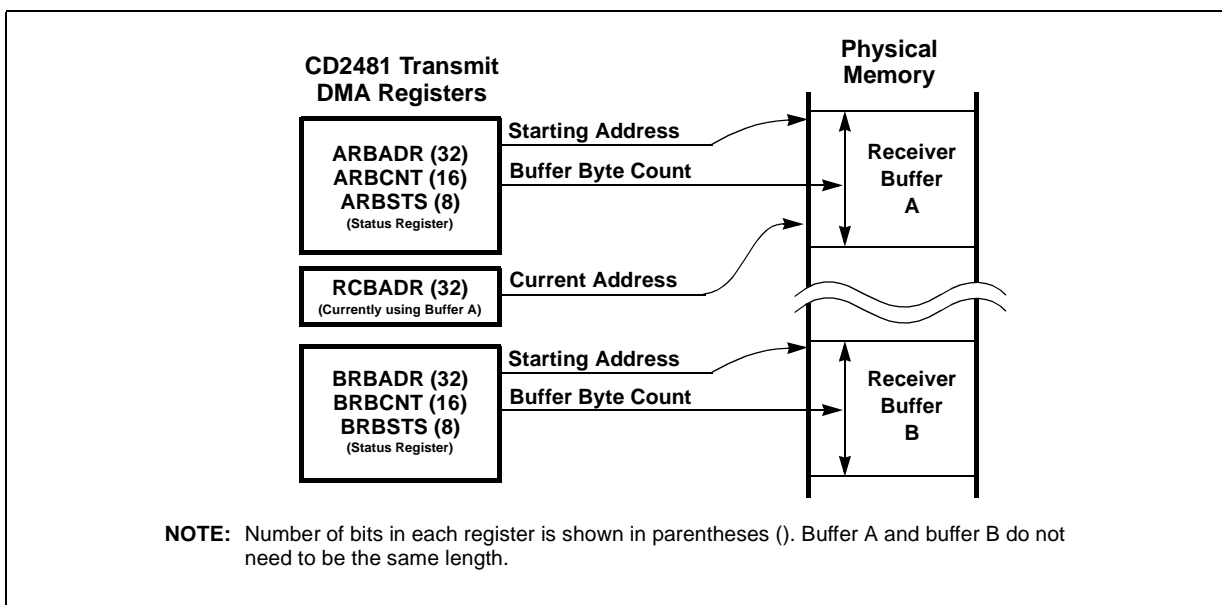 CD2481 Transmit
DMA Registers
Physical
Memory
ARBADR (32)
ARBCNT (16)
ARBSTS (8)
(Status Register)
Starting Address
Buffer Byte Count
Receiver
Buffer
A
RCBADR (32)
(Currently using Buffer A)
Current Address
BRBADR (32)
BRBCNT (16)
BRBSTS (8)
(Status Register)
Starting Address
Buffer Byte Count
Receiver
Buffer
B
NOTE: Number of bits in each register is shown in parentheses (). Buffer A and buffer B do not
need to be the same length.